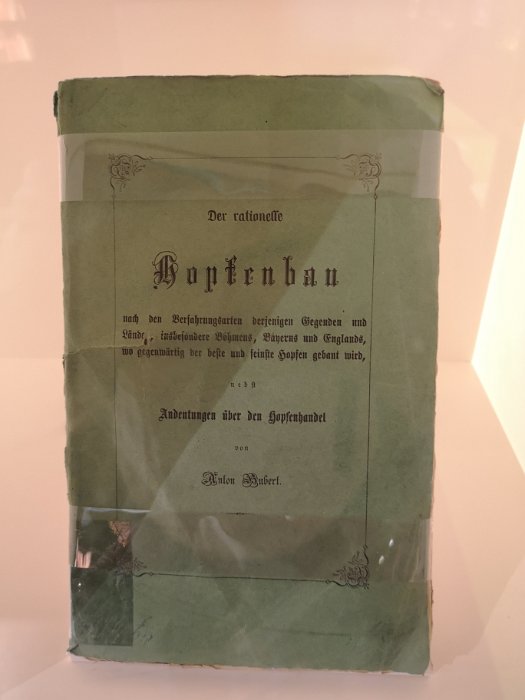 Der rationelle
Hopfenbau
nach den Verfahrungsarten derjenigen Gegenden und
insbesondere Böhmens, Bayerns und Englands,
wo gegenwärtig der beste und feinste Hopfen gebaut wird,
nebst
Andeutungen über den Hopfenhandel
von
Anton Hubert.